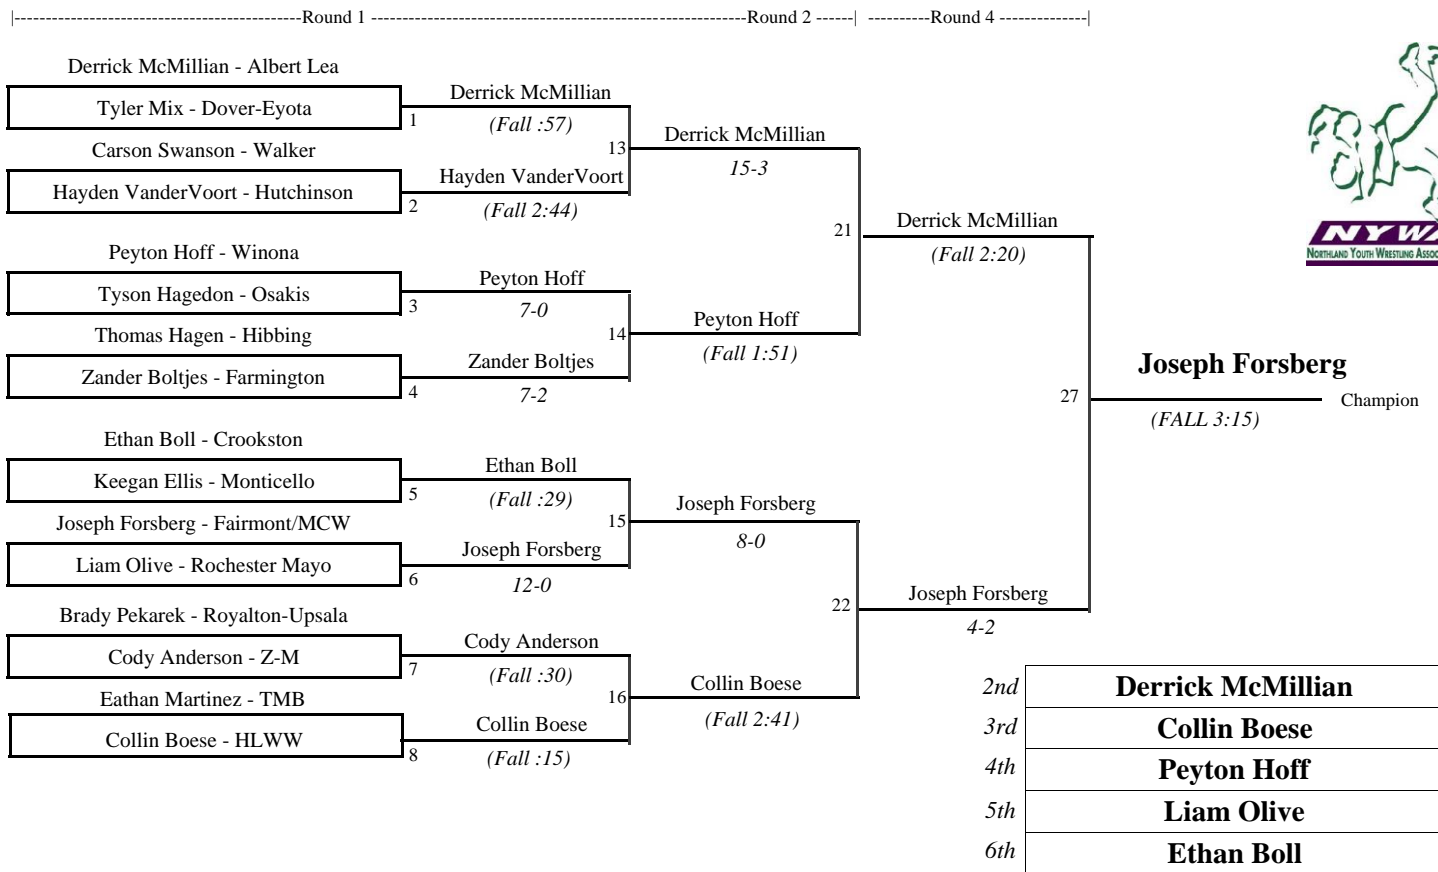 |-----------------------------------------Round 1 ------------------------------------------------------Round 2 ------| ----------Round 4 --------------|
Derrick McMillian - Albert Lea
Tyler Mix - Dover-Eyota
1
Carson Swanson - Walker
Hayden VanderVoort - Hutchinson
2
Peyton Hoff - Winona
Tyson Hagedon - Osakis
3
Thomas Hagen - Hibbing
Zander Boltjes - Farmington
4
Ethan Boll - Crookston
Keegan Ellis - Monticello
5
Joseph Forsberg - Fairmont/MCW
Liam Olive - Rochester Mayo
6
Brady Pekarek - Royalton-Upsala
Cody Anderson - Z-M
7
Eathan Martinez - TMB
Collin Boese - HLWW
8
Derrick McMillian
(Fall :57)
13
Hayden VanderVoort
(Fall 2:44)
Peyton Hoff
7-0
14
Zander Boltjes
7-2
Ethan Boll
(Fall :29)
15
Joseph Forsberg
12-0
Cody Anderson
(Fall :30)
16
Collin Boese
(Fall :15)
Derrick McMillian
15-3
21
Peyton Hoff
(Fall 1:51)
Joseph Forsberg
8-0
22
Collin Boese
(Fall 2:41)
Derrick McMillian
(Fall 2:20)
27
Joseph Forsberg
4-2
Joseph Forsberg
Champion
(FALL 3:15)
NYWA
NORTHLAND YOUTH WRESTLING
2nd Derrick McMillian
3rd Collin Boese
4th Peyton Hoff
5th Liam Olive
6th Ethan Boll